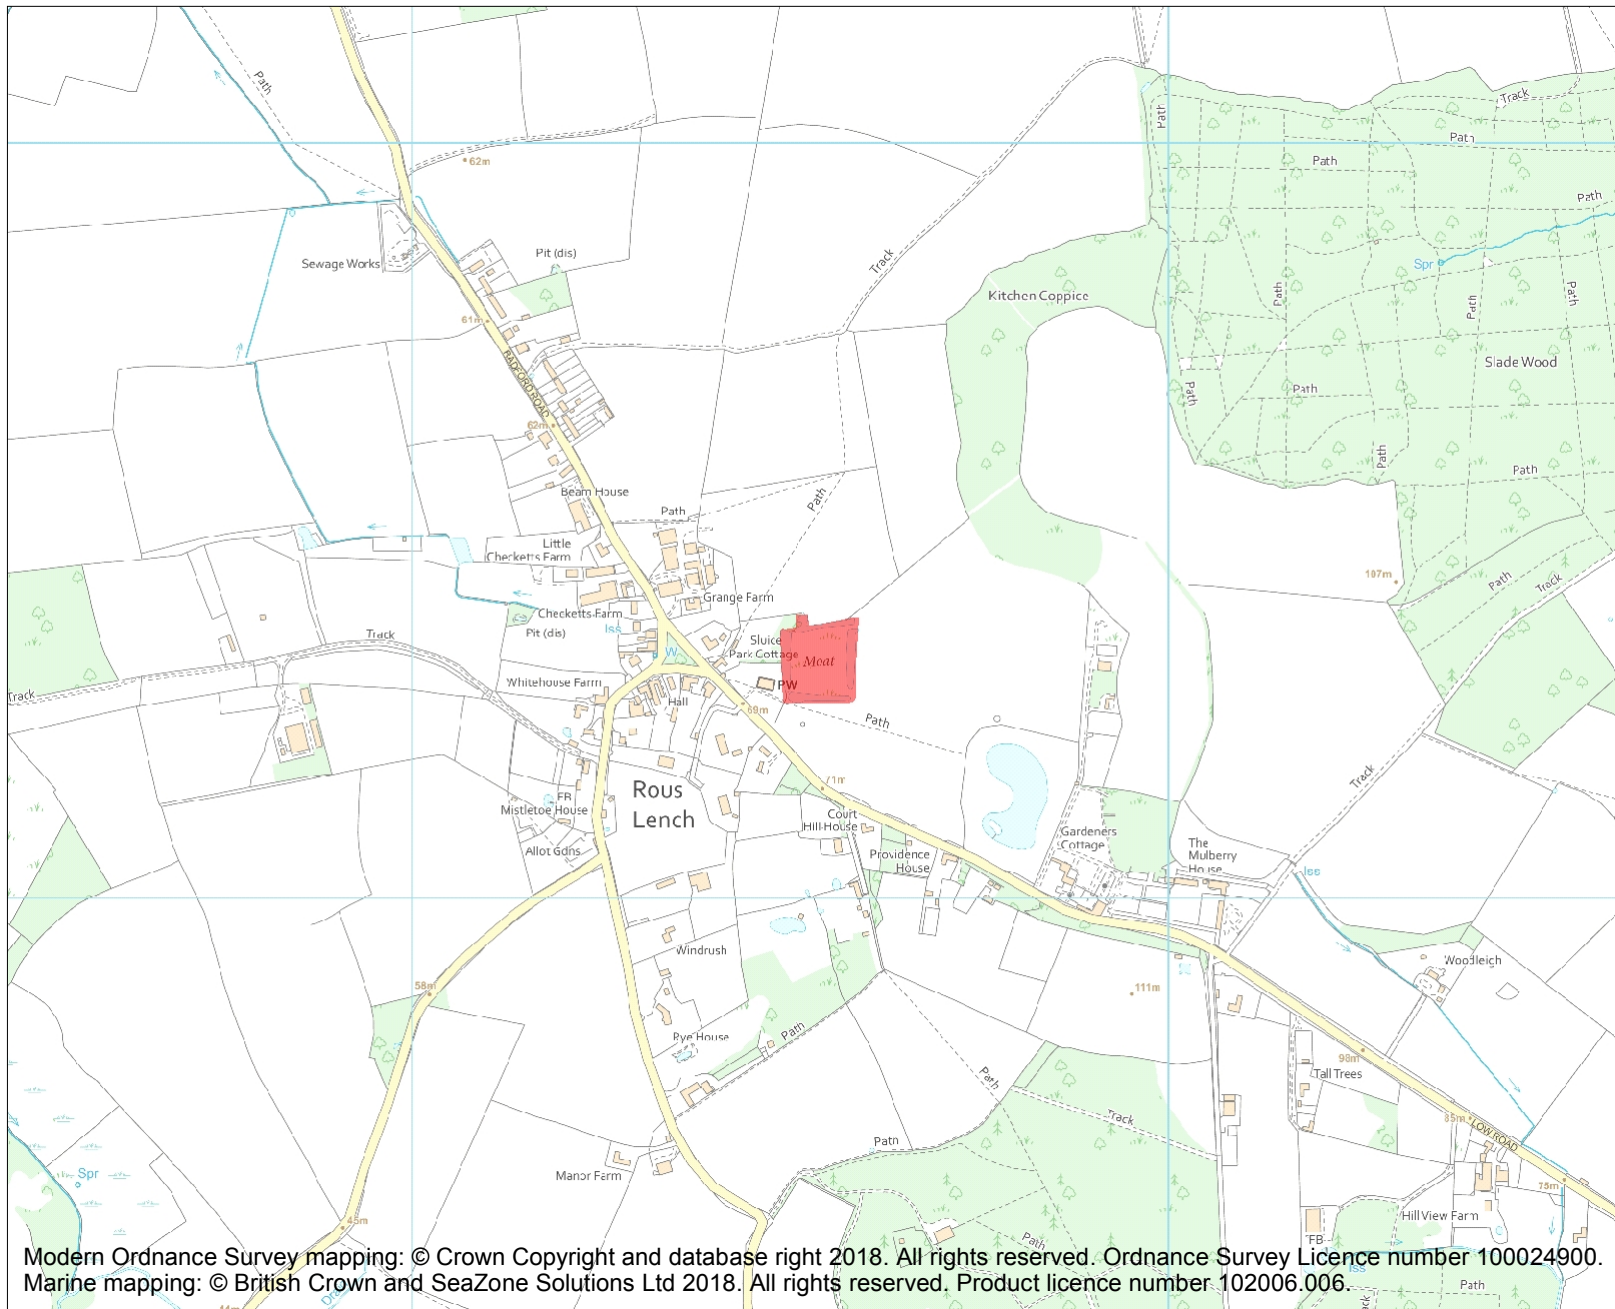 Path
Track
Path
Path
62m
Path
Path
Sewage Works
Pit (dis)
Track
Spr
Kitchen Coppice
Path
Path
Path
61m
RADFORD ROAD
Slade Wood
Path
Path
62m
Path
Path
Beam House
Path
Path
Little
Checketts Farm
107m
Path
Track
Grange Farm
Checketts Farm
Pit (dis)
Iss
Track
Sluice
Park Cottage
Moat
W
PW
Whitehouse Farm
Hall
69m
Path
Track
Track
71m
Rous
Lench
FB
Mistletoe House
Court
Hill House
Allot Gdns
Providence
House
Gardeners
Cottage
The
Mulberry
House
Iss
Windrush
Woodleigh
58m
111m
Rye House
Path
Path
98m
Tall Trees
Track
85m
LOW ROAD
Path
Spr
Manor Farm
75m
Hill View Farm
45m
Path
FB
Iss
Path
Track
Modern Ordnance Survey mapping: © Crown Copyright and database right 2018. All rights reserved. Ordnance Survey Licence number 100024900.
Marine mapping: © British Crown and SeaZone Solutions Ltd 2018. All rights reserved. Product licence number 102006.006.